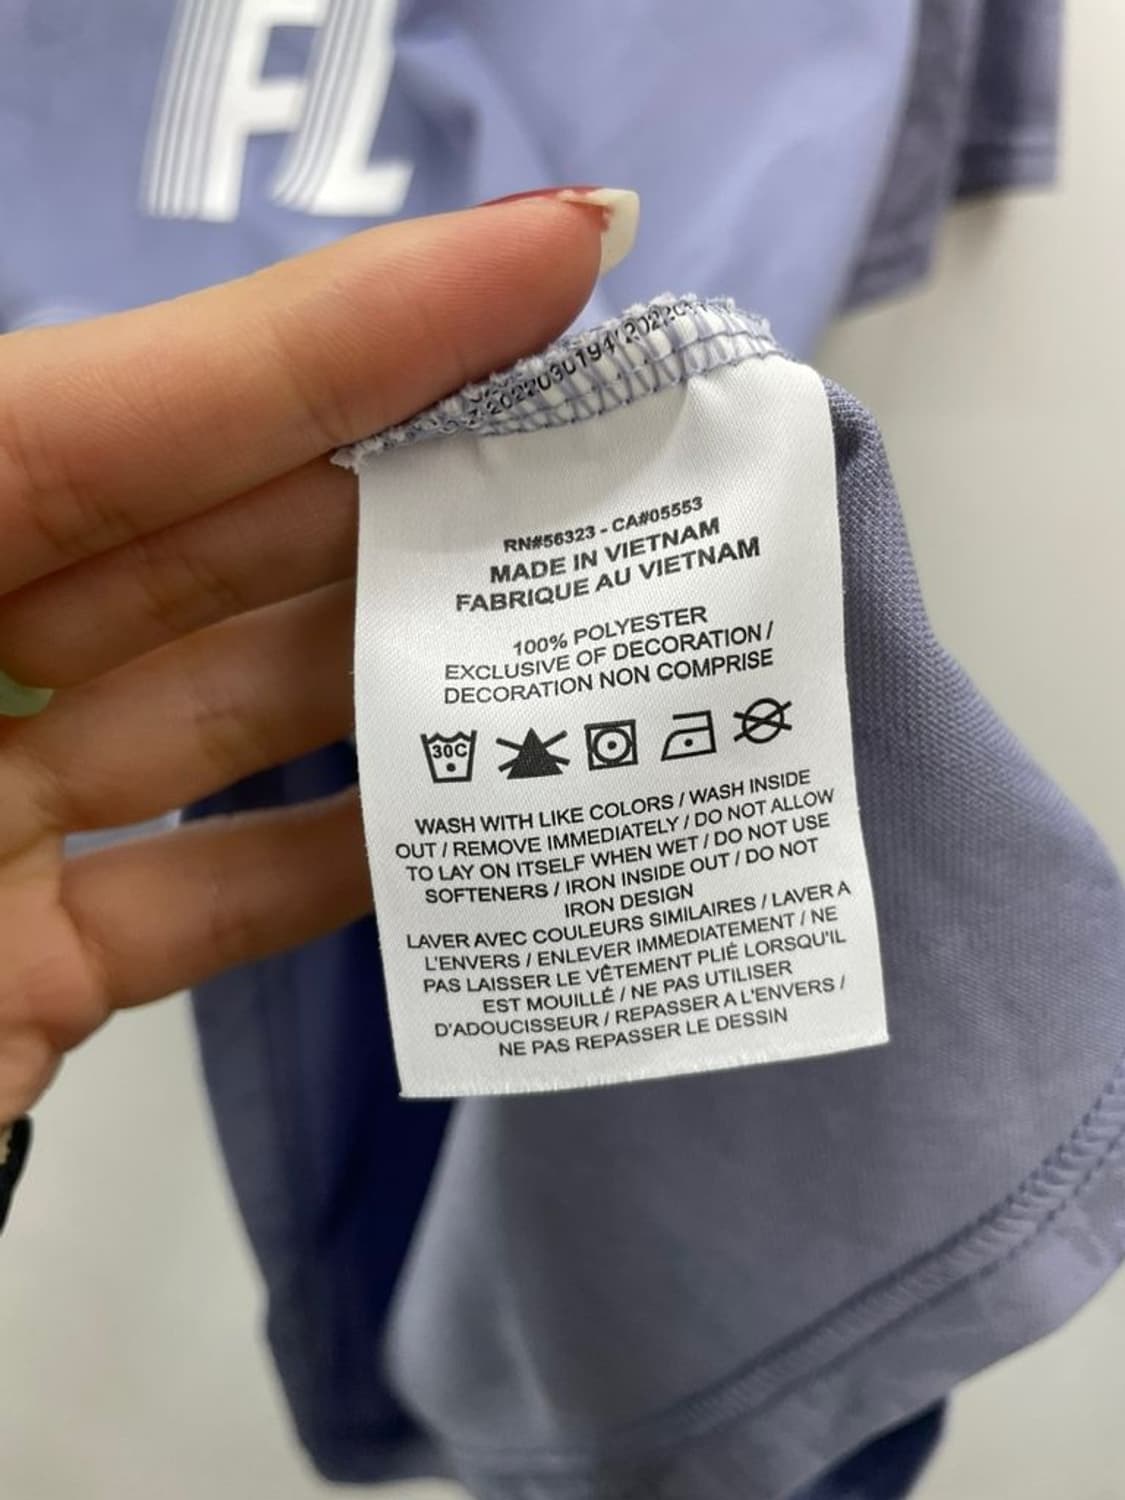 FL
20220301947202203
RN#56323 - CA#05553
MADE IN VIETNAM
FABRIQUE AU VIETNAM
100% POLYESTER
EXCLUSIVE OF DECORATION /
DECORATION NON COMPRISE
30C
WASH WITH LIKE COLORS / WASH INSIDE
OUT / REMOVE IMMEDIATELY / DO NOT ALLOW
TO LAY ON ITSELF WHEN WET / DO NOT USE
SOFTENERS / IRON INSIDE OUT / DO NOT
IRON DESIGN
LAVER AVEC COULEURS SIMILAIRES / LAVER A
L'ENVERS / ENLEVER IMMEDIATEMENT / NE
PAS LAISSER LE VÊTEMENT PLIÉ LORSQU'IL
EST MOUILLÉ / NE PAS UTILISER
D'ADOUCISSEUR / REPASSER A L'ENVERS /
NE PAS REPASSER LE DESSIN